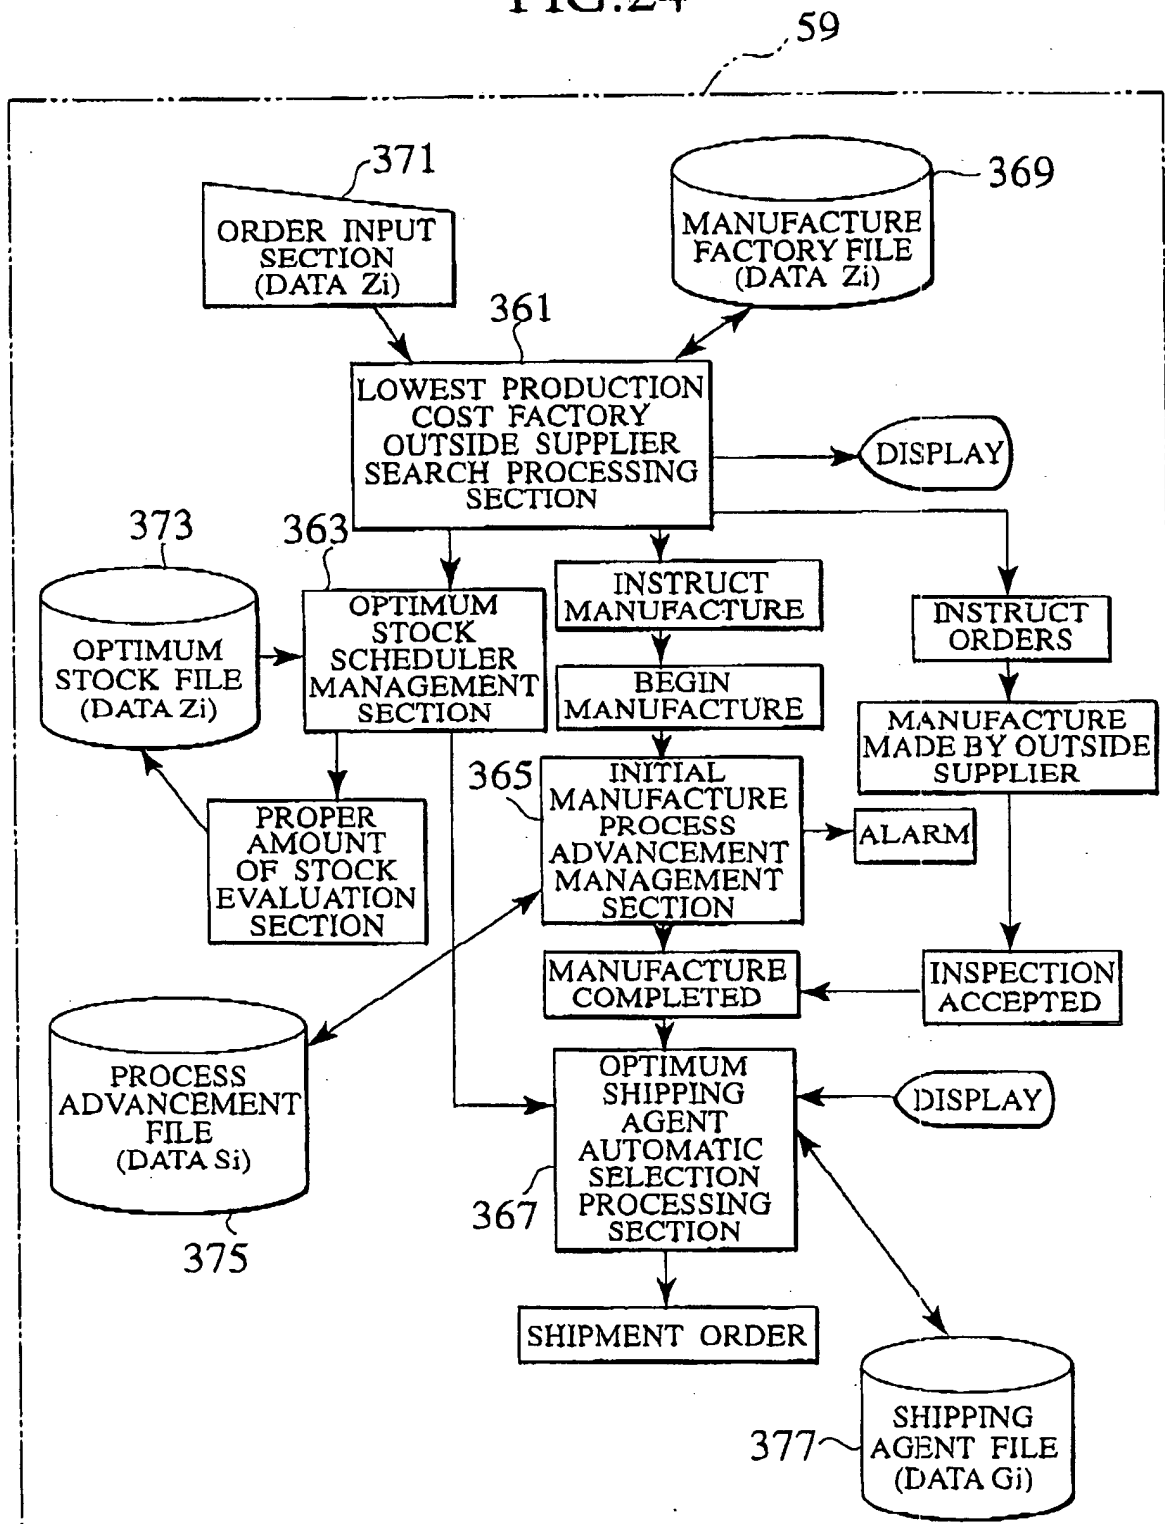 FIG.24
59
371
369
ORDER INPUT
SECTION
(DATA Zi)
MANUFACTURE
FACTORY FILE
(DATA Zi)
361
LOWEST PRODUCTION
COST FACTORY
OUTSIDE SUPPLIER
SEARCH PROCESSING
SECTION
DISPLAY
373
363
OPTIMUM
STOCK FILE
(DATA Zi)
OPTIMUM
STOCK
SCHEDULER
MANAGEMENT
SECTION
INSTRUCT
MANUFACTURE
INSTRUCT
ORDERS
BEGIN
MANUFACTURE
MANUFACTURE
MADE BY OUTSIDE
SUPPLIER
365
INITIAL
MANUFACTURE
PROCESS
ADVANCEMENT
MANAGEMENT
SECTION
ALARM
PROPER
AMOUNT
OF STOCK
EVALUATION
SECTION
MANUFACTURE
COMPLETED
INSPECTION
ACCEPTED
PROCESS
ADVANCEMENT
FILE
(DATA Si)
375
OPTIMUM
SHIPPING
AGENT
AUTOMATIC
SELECTION
PROCESSING
SECTION
367
DISPLAY
SHIPMENT ORDER
SHIPPING
AGENT FILE
(DATA Gi)
377